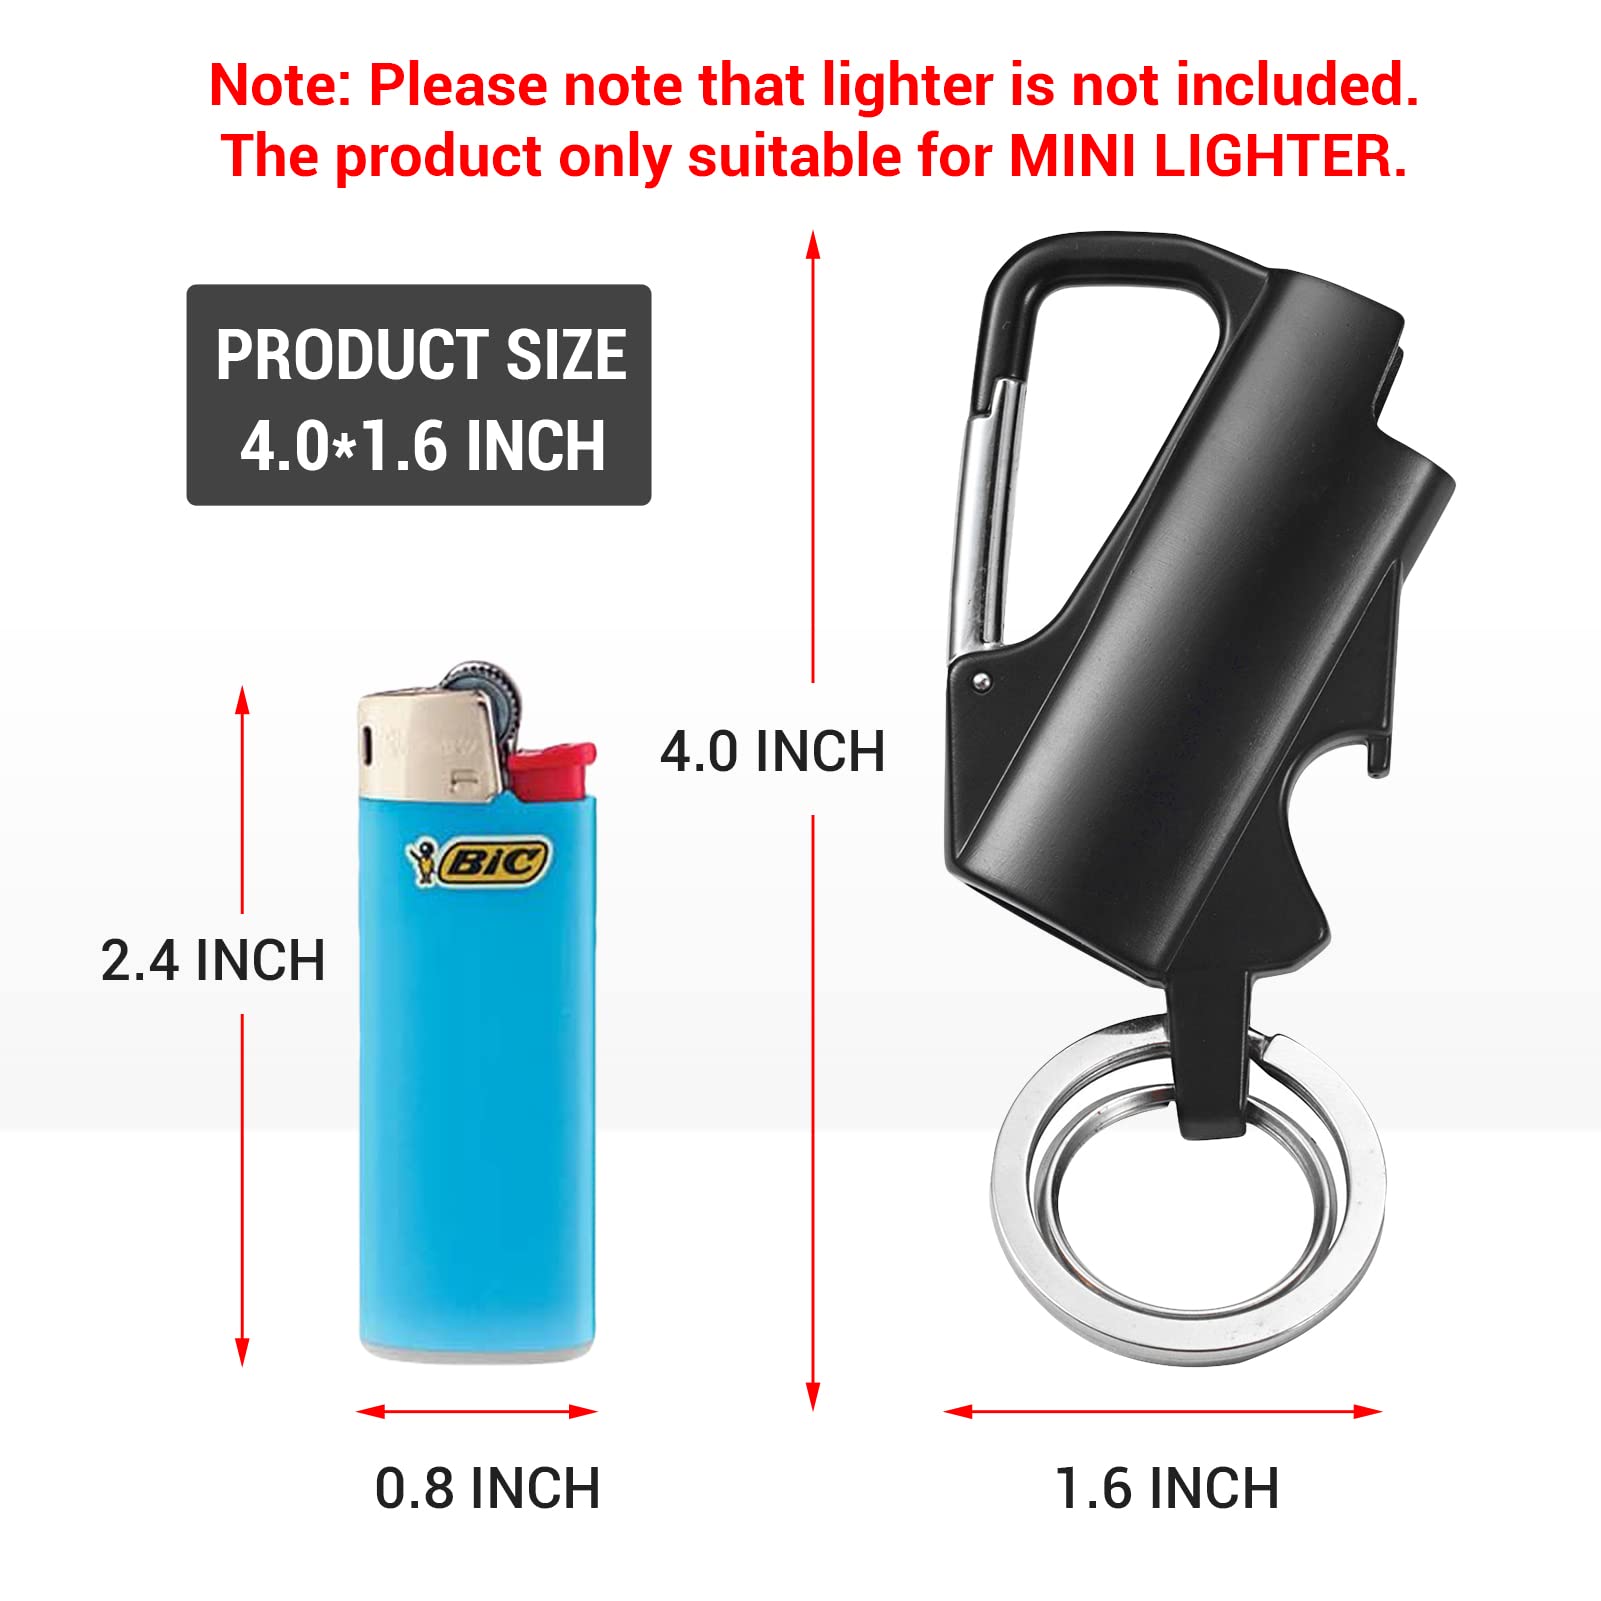 Note: Please note that lighter is not included.
The product only suitable for MINI LIGHTER.
PRODUCT SIZE
4.0*1.6 INCH
4.0 INCH
BiC
2.4 INCH
0.8 INCH
1.6 INCH